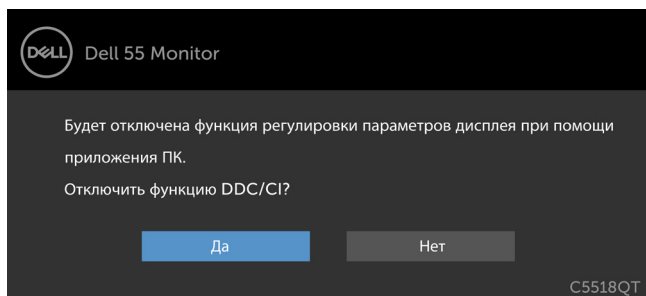 DELL Dell 55 Monitor
Будет отключена функция регулировки параметров дисплея при помощи
приложения ПК.
Отключить функцию DDC/CI?
Да Нет
C5518QT